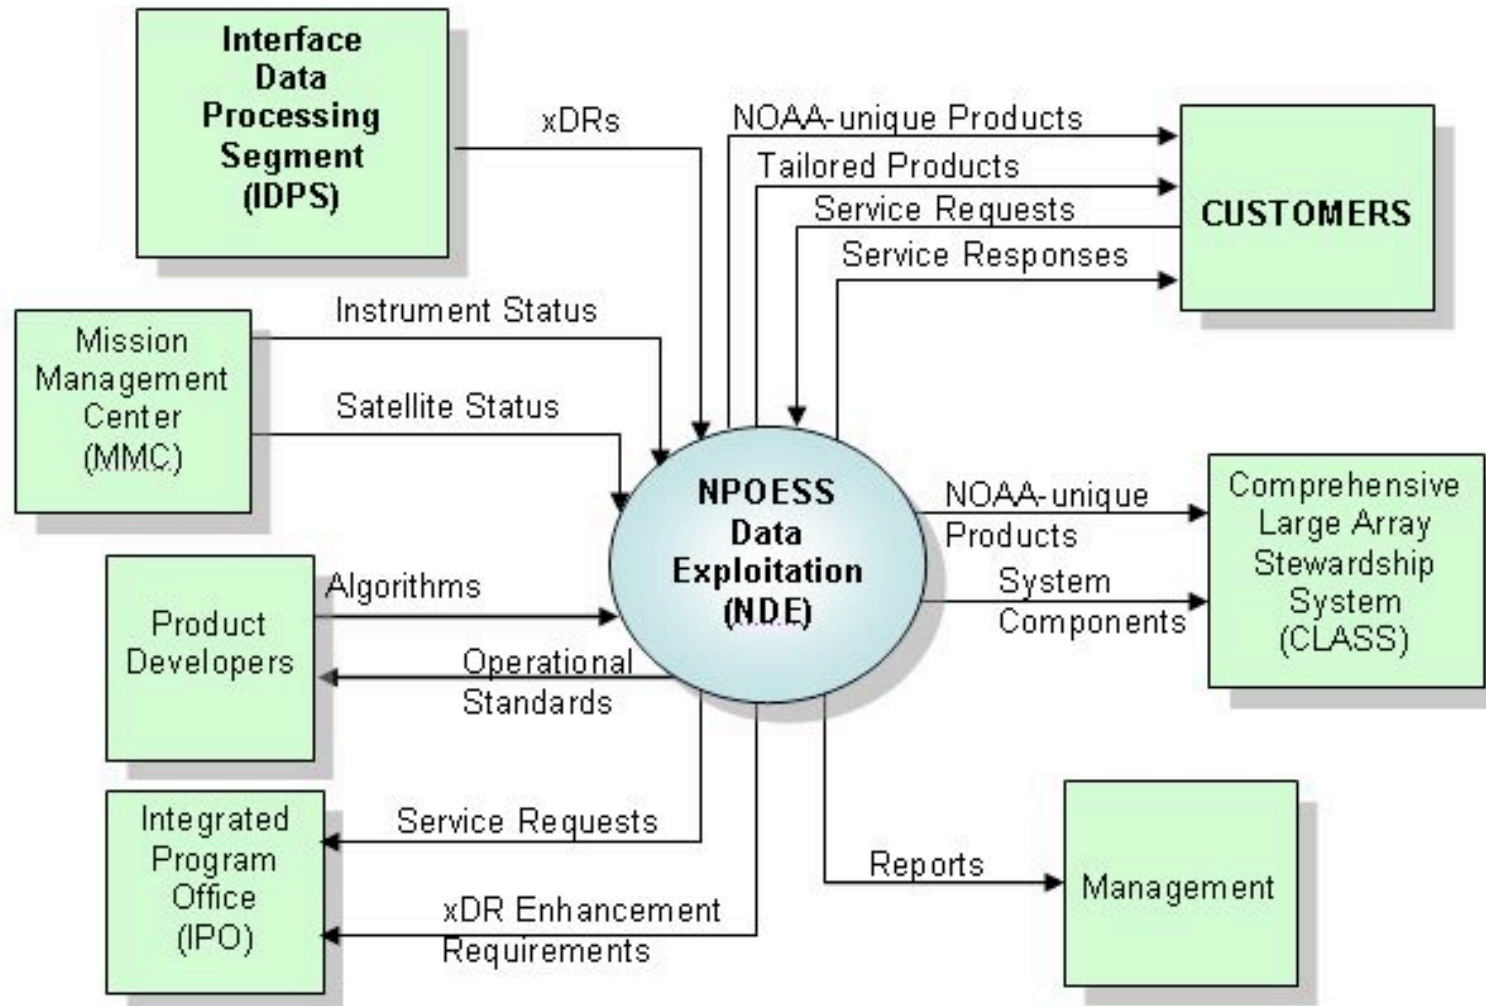 Interface
Data
Processing
Segment
(IDPS)
xDRs
NOAA-unique Products
Tailored Products
Service Requests
Service Responses
CUSTOMERS
Mission
Management
Center
(MMC)
Instrument Status
Satellite Status
NPOESS
Data
Exploitation
(NDE)
NOAA-unique
Products
System
Components
Comprehensive
Large Array
Stewardship
System
(CLASS)
Product
Developers
Algorithms
Operational
Standards
Integrated
Program
Office
(IPO)
Service Requests
xDR Enhancement
Requirements
Reports
Management